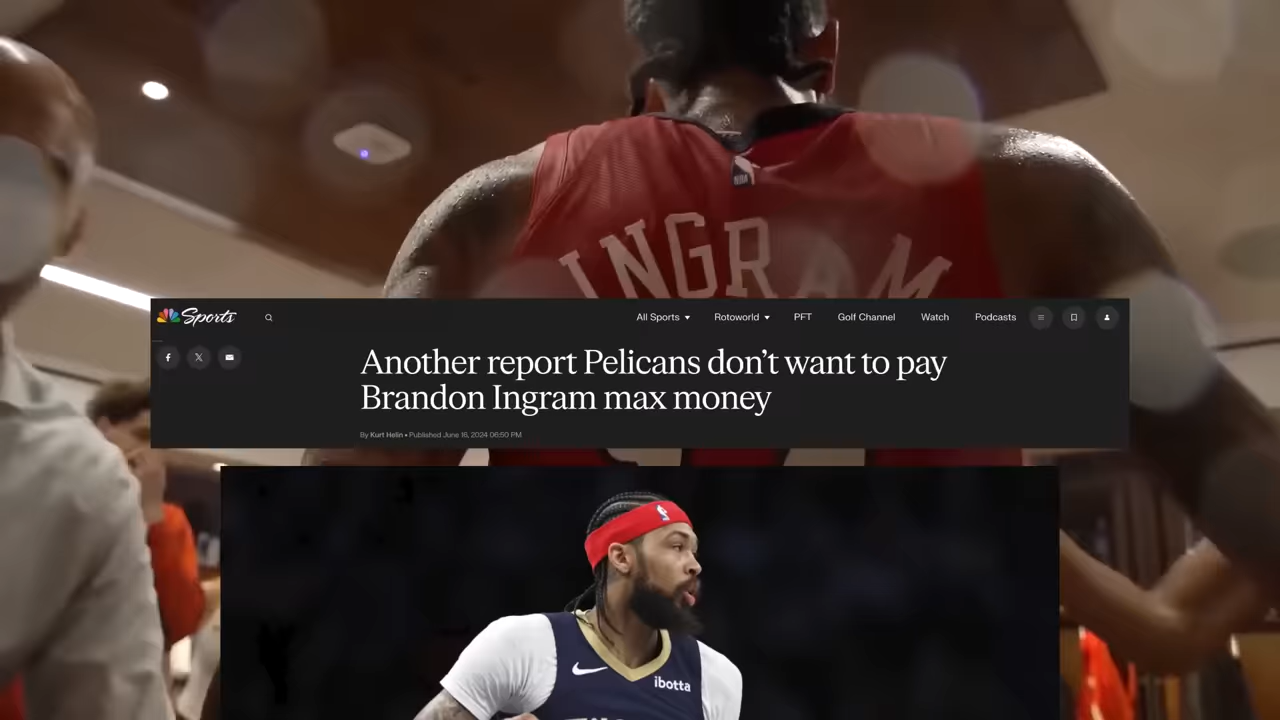 INGRAM
Sports
All Sports
Rotoworld
PFT
Golf Channel
Watch
Podcasts
Another report Pelicans don't want to pay
Brandon Ingram max money
By Kurt Helin • Published June 18, 2024 06:50 PM
ibotta